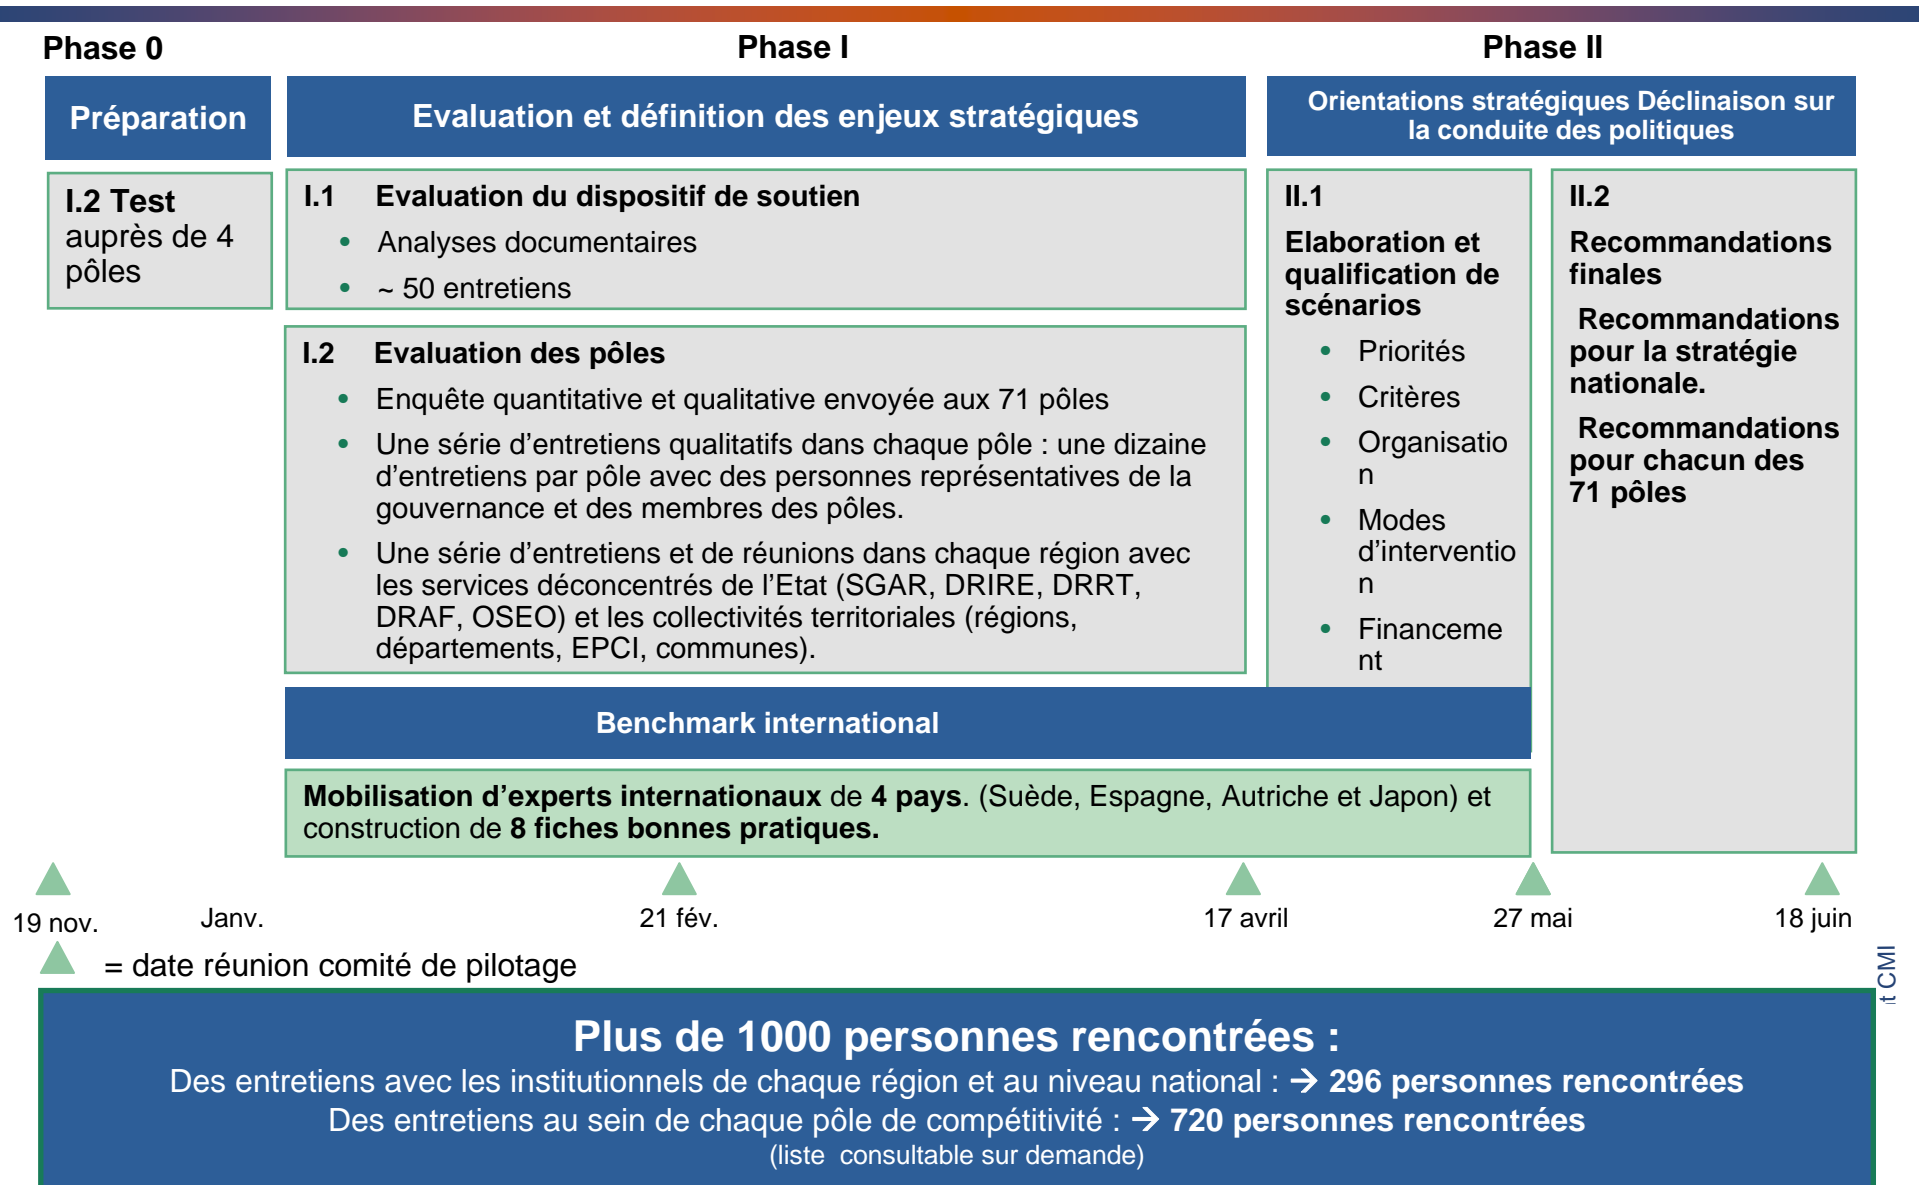 Phase 0
Phase I
Phase II
Préparation
Evaluation et définition des enjeux stratégiques
Orientations stratégiques Déclinaison sur
la conduite des politiques
I.2 Test
auprès de 4
pôles
I.1 Evaluation du dispositif de soutien
• Analyses documentaires
• ~ 50 entretiens
I.2 Evaluation des pôles
• Enquête quantitative et qualitative envoyée aux 71 pôles
• Une série d’entretiens qualitatifs dans chaque pôle : une dizaine
d’entretiens par pôle avec des personnes représentatives de la
gouvernance et des membres des pôles.
• Une série d’entretiens et de réunions dans chaque région avec
les services déconcentrés de l’Etat (SGAR, DRIRE, DRRT,
DRAF, OSEO) et les collectivités territoriales (régions,
départements, EPCI, communes).
II.1
Elaboration et
qualification de
scénarios
• Priorités
• Critères
• Organisatio
n
• Modes
d’interventio
n
• Financeme
nt
II.2
Recommandations
finales
Recommandations
pour la stratégie
nationale.
Recommandations
pour chacun des
71 pôles
Benchmark international
Mobilisation d’experts internationaux de 4 pays. (Suède, Espagne, Autriche et Japon) et
construction de 8 fiches bonnes pratiques.
19 nov.
Janv.
21 fév.
17 avril
27 mai
18 juin
= date réunion comité de pilotage
CMI
Plus de 1000 personnes rencontrées :
Des entretiens avec les institutionnels de chaque région et au niveau national : → 296 personnes rencontrées
Des entretiens au sein de chaque pôle de compétitivité : → 720 personnes rencontrées
(liste consultable sur demande)